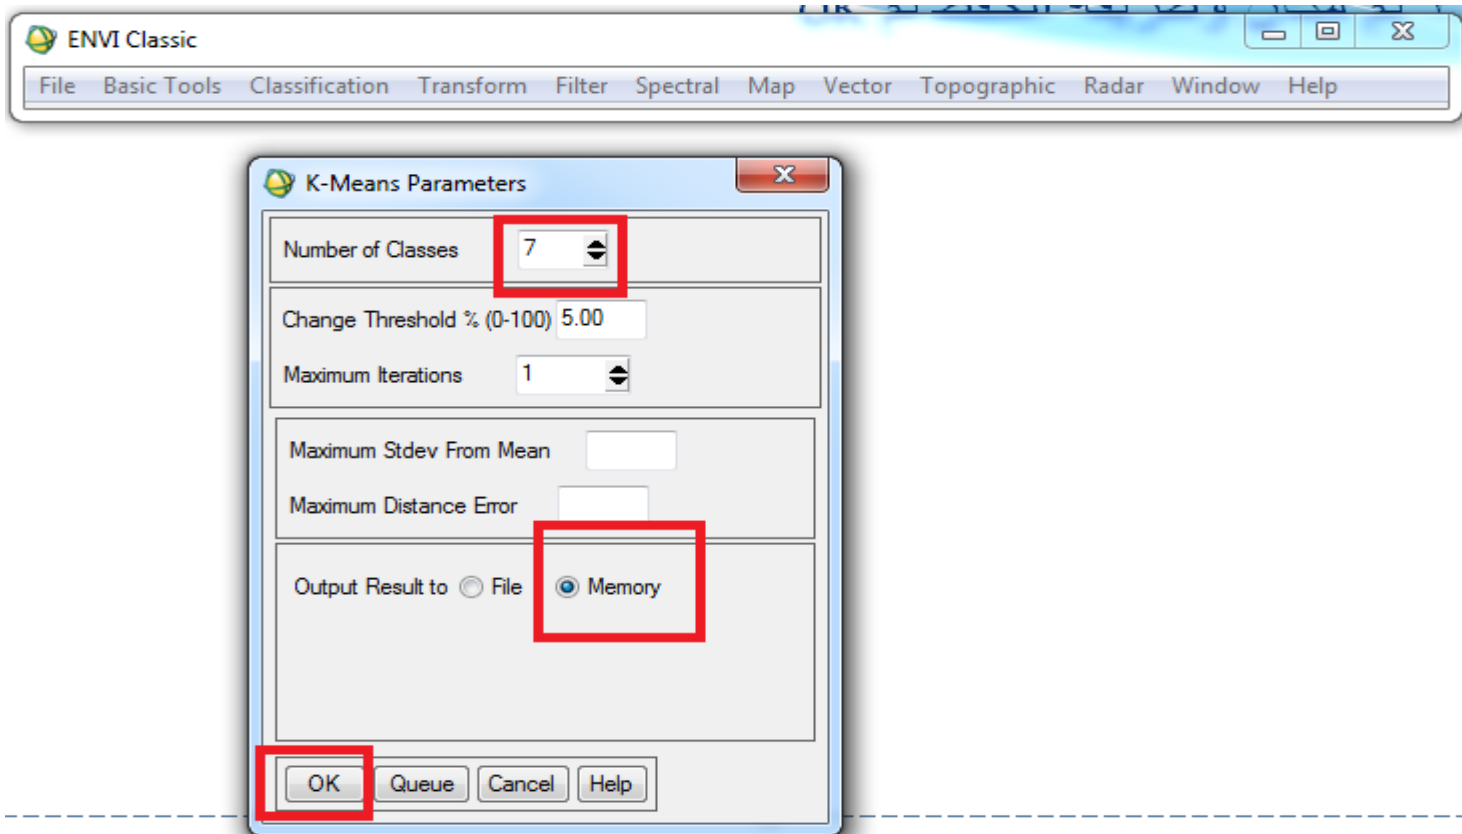 OK
ENVI Classic
File Basic Tools Classification Transform Filter Spectral Map Vector Topographic Radar Window Help
K-Means Parameters
Number of Classes 7
Change Threshold % (0-100) 5.00
Maximum Iterations 1
Maximum Stdev From Mean
Maximum Distance Error
Output Result to File Memory
OK Queue Cancel Help